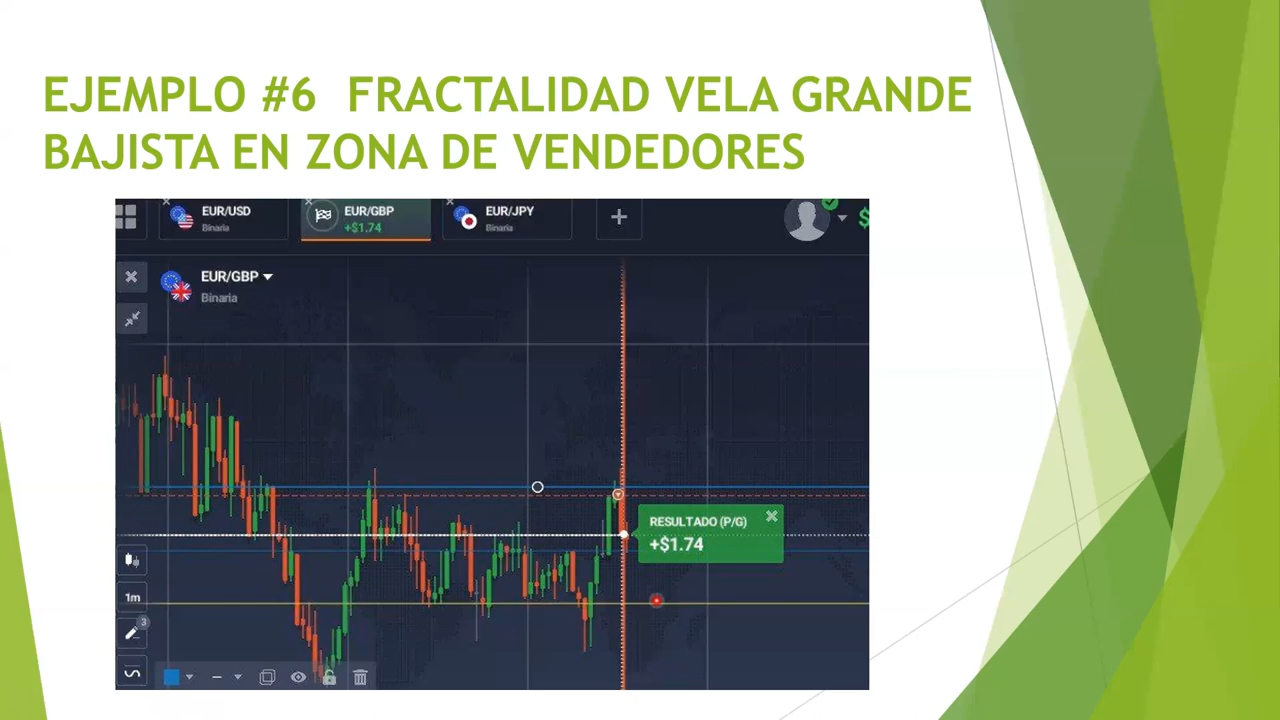 EJEMPLO #6 FRACTALIDAD VELA GRANDE
BAJISTA EN ZONA DE VENDEDORES
EUR/USD
Binaria
EUR/GBP
+$1.74
EUR/JPY
Binaria
+
$
EUR/GBP
Binaria
RESULTADO (P/G)
+$1.74
1m
3